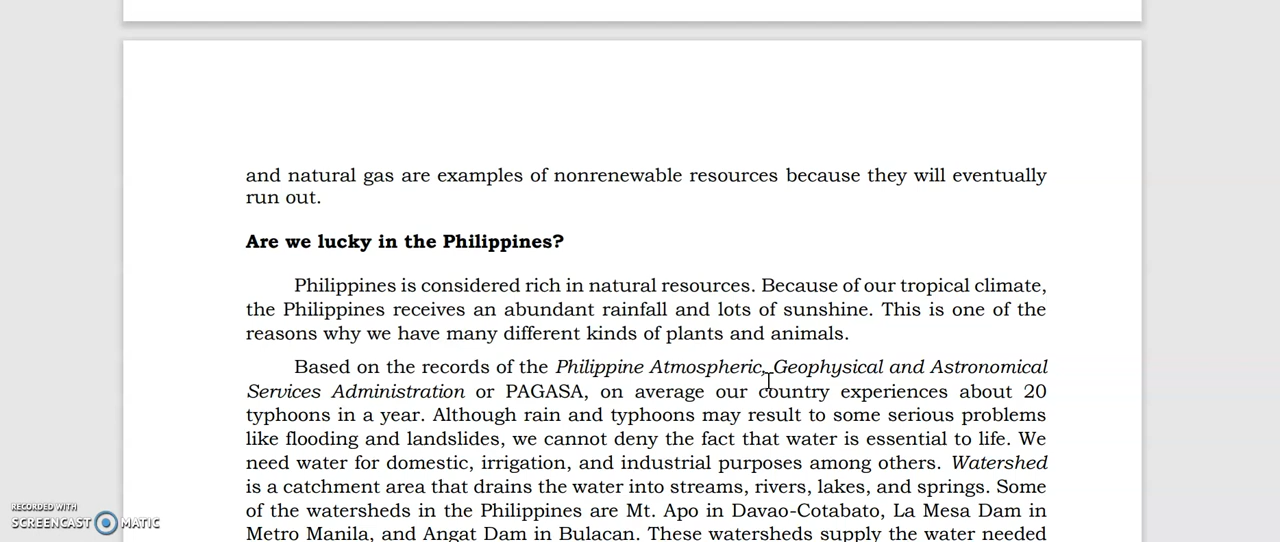 and natural gas are examples of nonrenewable resources because they will eventually
run out.
Are we lucky in the Philippines?
Philippines is considered rich in natural resources. Because of our tropical climate,
the Philippines receives an abundant rainfall and lots of sunshine. This is one of the
reasons why we have many different kinds of plants and animals.
Based on the records of the Philippine Atmospheric, Geophysical and Astronomical
Services Administration or PAGASA, on average our country experiences about 20
typhoons in a year. Although rain and typhoons may result to some serious problems
like flooding and landslides, we cannot deny the fact that water is essential to life. We
need water for domestic, irrigation, and industrial purposes among others. Watershed
is a catchment area that drains the water into streams, rivers, lakes, and springs. Some
of the watersheds in the Philippines are Mt. Apo in Davao-Cotabato, La Mesa Dam in
Metro Manila, and Angat Dam in Bulacan. These watersheds supply the water needed
RECORDED WITH
SCREENCAST MATIC